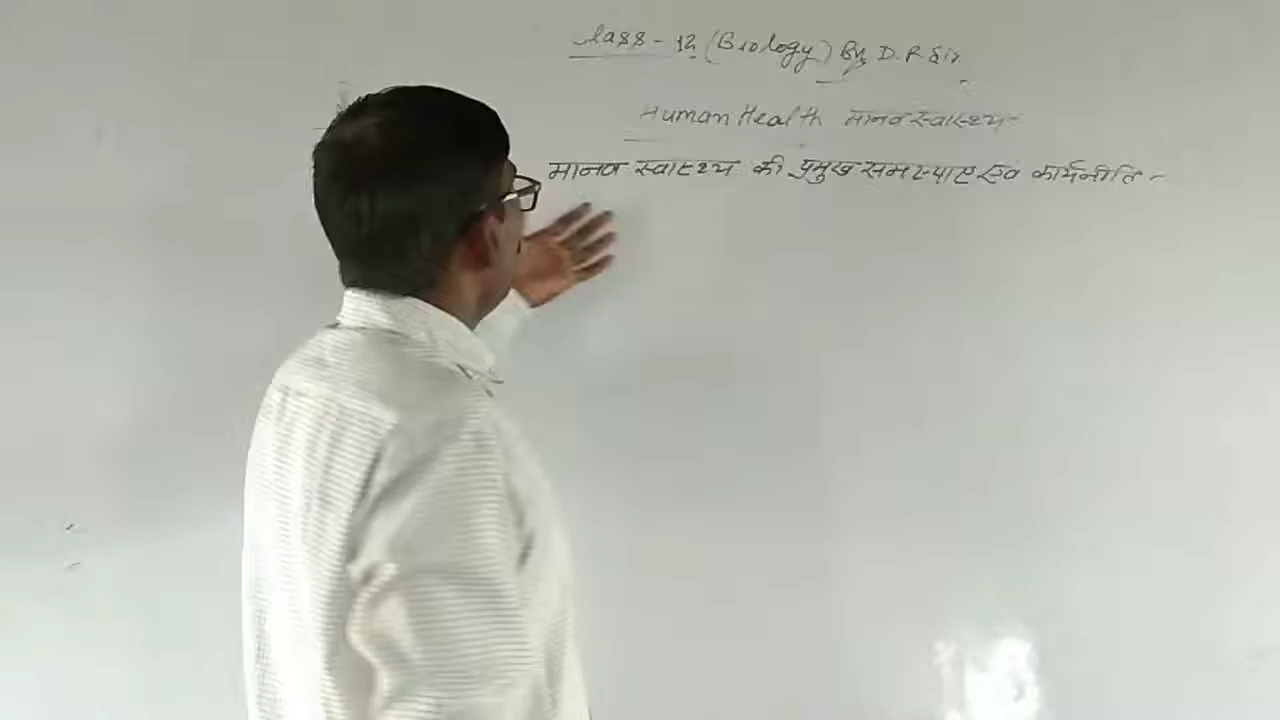 Class - 12 (Biology) By D.P. Sir
Human Health मानव स्वास्थ्य -
मानव स्वास्थ्य की प्रमुख समस्याए एवं कार्यनीति -